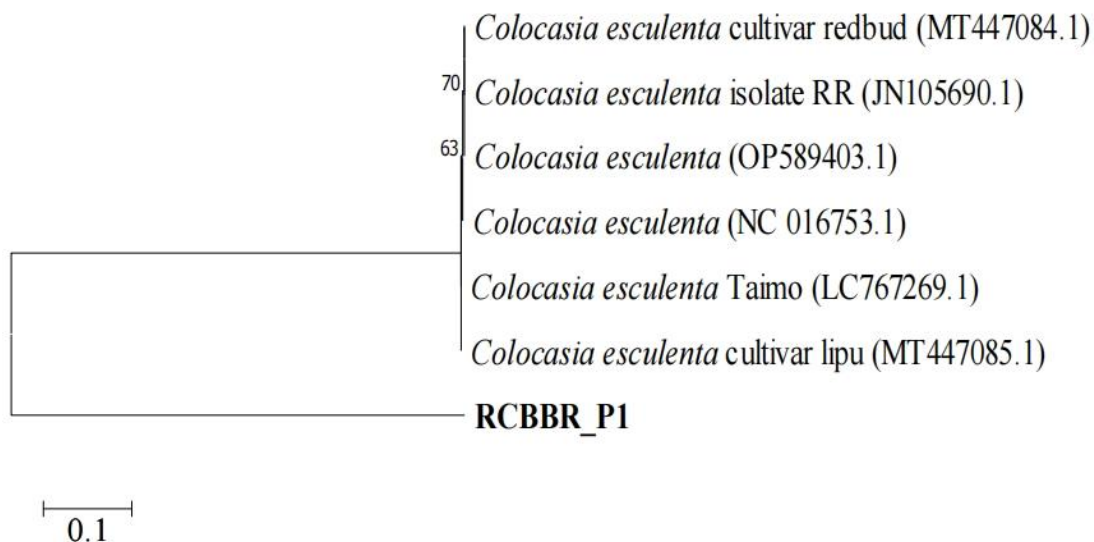 Colocasia esculenta cultivar redbud (MT447084.1)
70
Colocasia esculenta isolate RR (JN105690.1)
63
Colocasia esculenta (OP589403.1)
Colocasia esculenta (NC 016753.1)
Colocasia esculenta Taimo (LC767269.1)
Colocasia esculenta cultivar lipu (MT447085.1)
RCBBR_P1
0.1